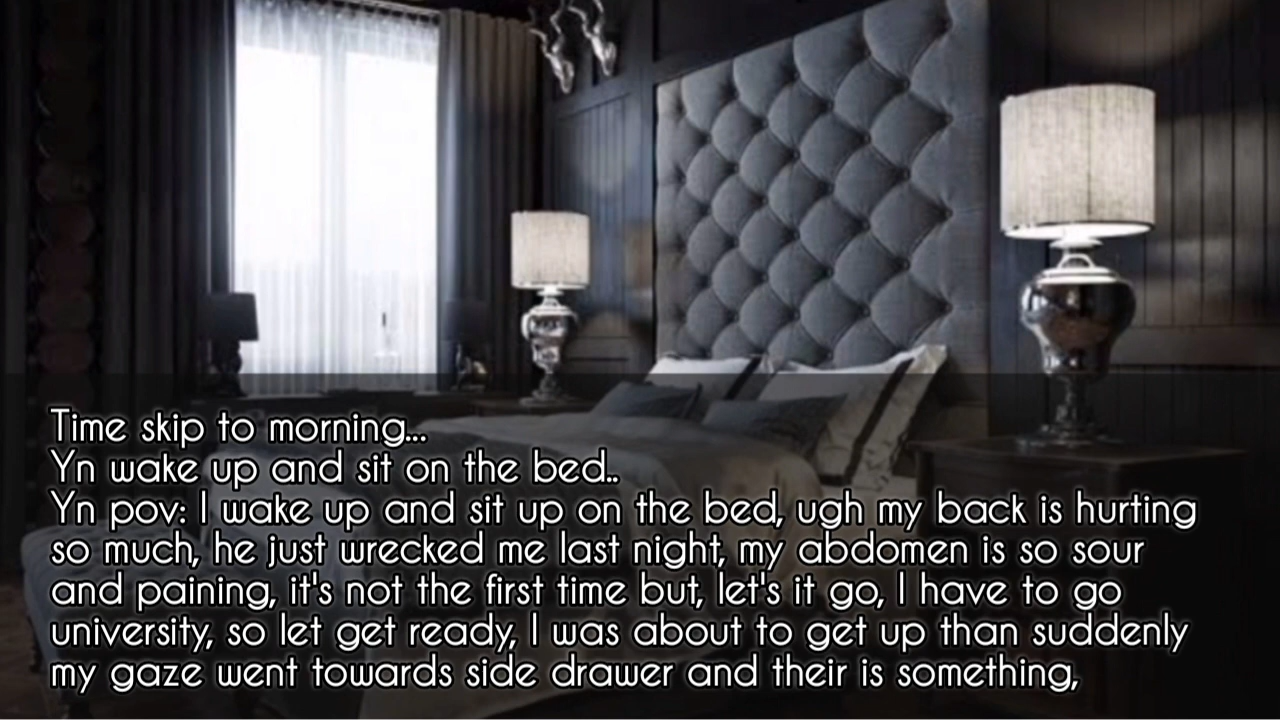 Time skip to morning...
Yn wake up and sit on the bed..
Yn pov: I wake up and sit up on the bed, ugh my back is hurting
so much, he just wrecked me last night, my abdomen is so sour
and paining, it's not the first time but, let's it go, I have to go
university, so let get ready, I was about to get up than suddenly
my gaze went towards side drawer and their is something,